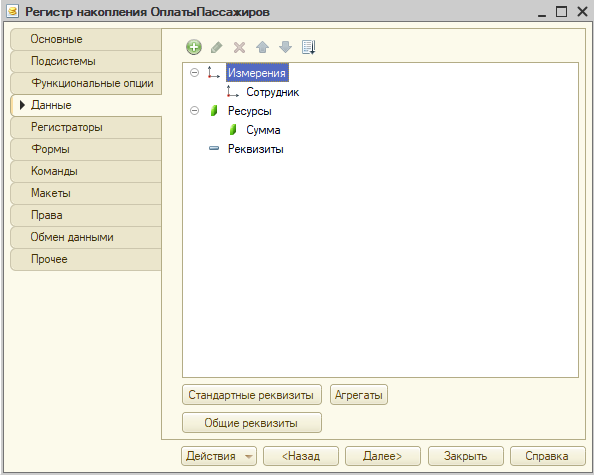 Регистр накопления ОплатыПассажиров
Основные
Подсистемы
Функциональные опции
Данные
Регистраторы
Формы
Команды
Макеты
Права
Обмен данными
Прочее
Измерения
Сотрудник
Ресурсы
Сумма
Реквизиты
Стандартные реквизиты Агрегаты
Общие реквизиты
Действия <Назад Далее> Закрыть Справка